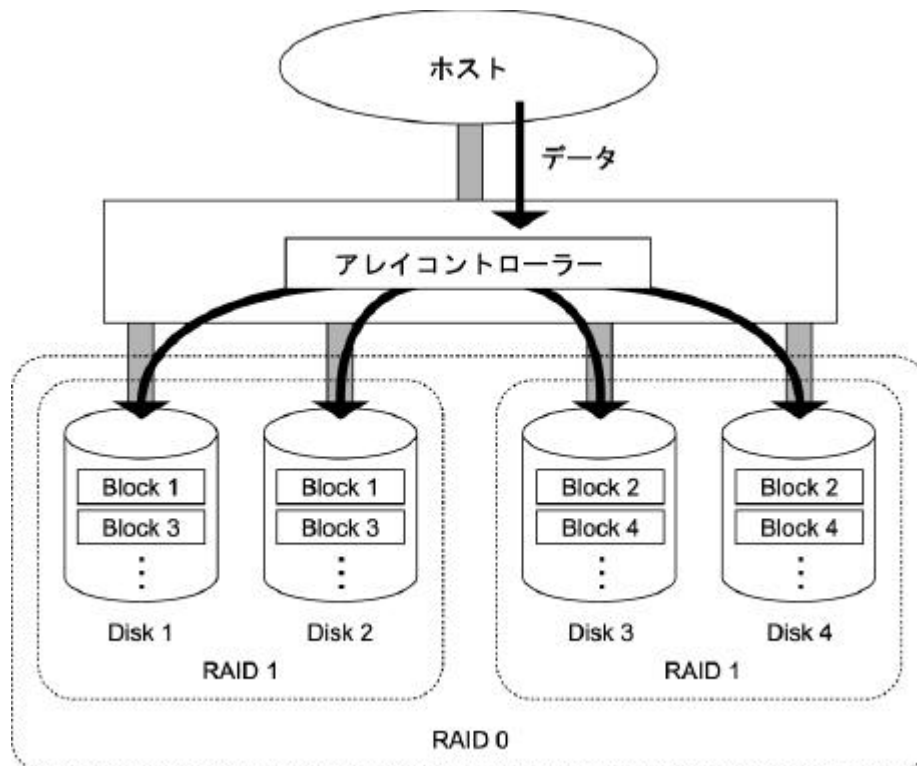 ホスト
データ
アレイコントローラー
Block 1
Block 3
Block 1
Block 3
Block 2
Block 4
Block 2
Block 4
Disk 1
Disk 2
Disk 3
Disk 4
RAID 1
RAID 1
RAID 0